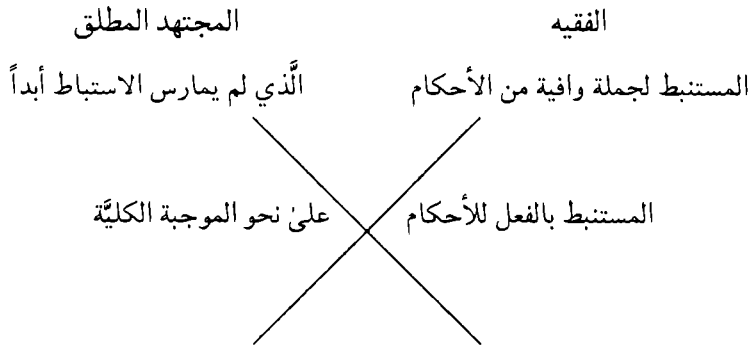 الفقيه المجتهد المطلق
المستنبط لجملة وافية من الأحكام الَّذي لم يمارس الاستباط أبداً
المستنبط بالفعل للأحكام علىٰ نحو الموجبة الكليَّة